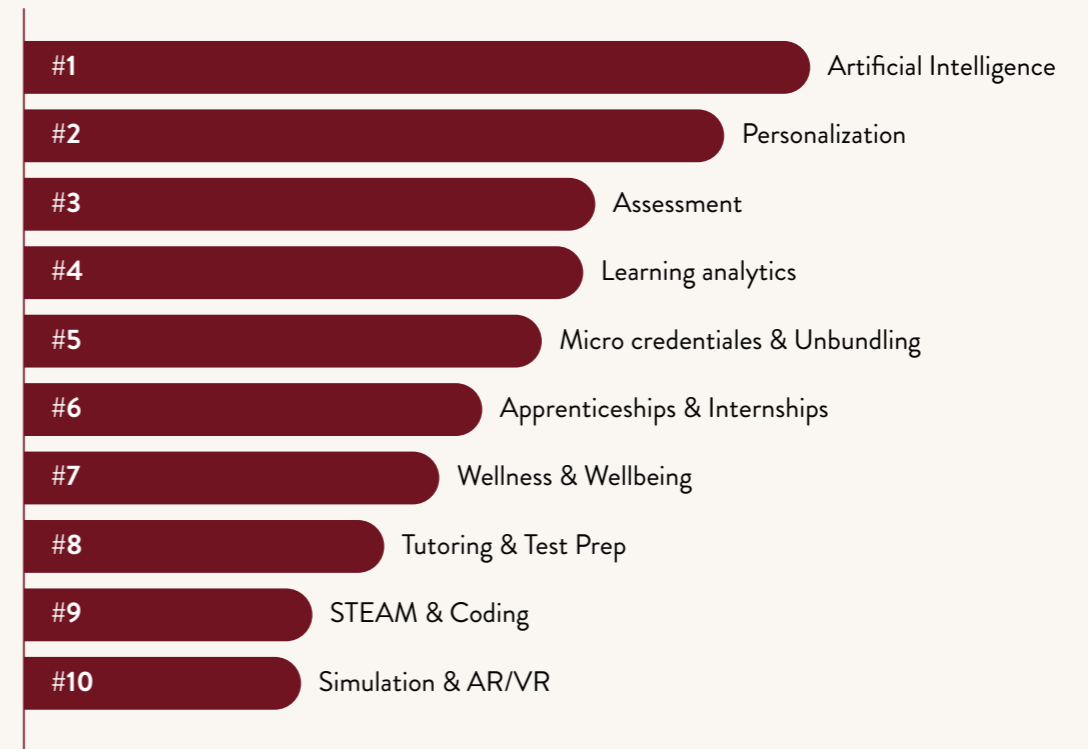 #1 Artificial Intelligence
#2 Personalization
#3 Assessment
#4 Learning analytics
#5 Micro credentiales & Unbundling
#6 Apprenticeships & Internships
#7 Wellness & Wellbeing
#8 Tutoring & Test Prep
#9 STEAM & Coding
#10 Simulation & AR/VR